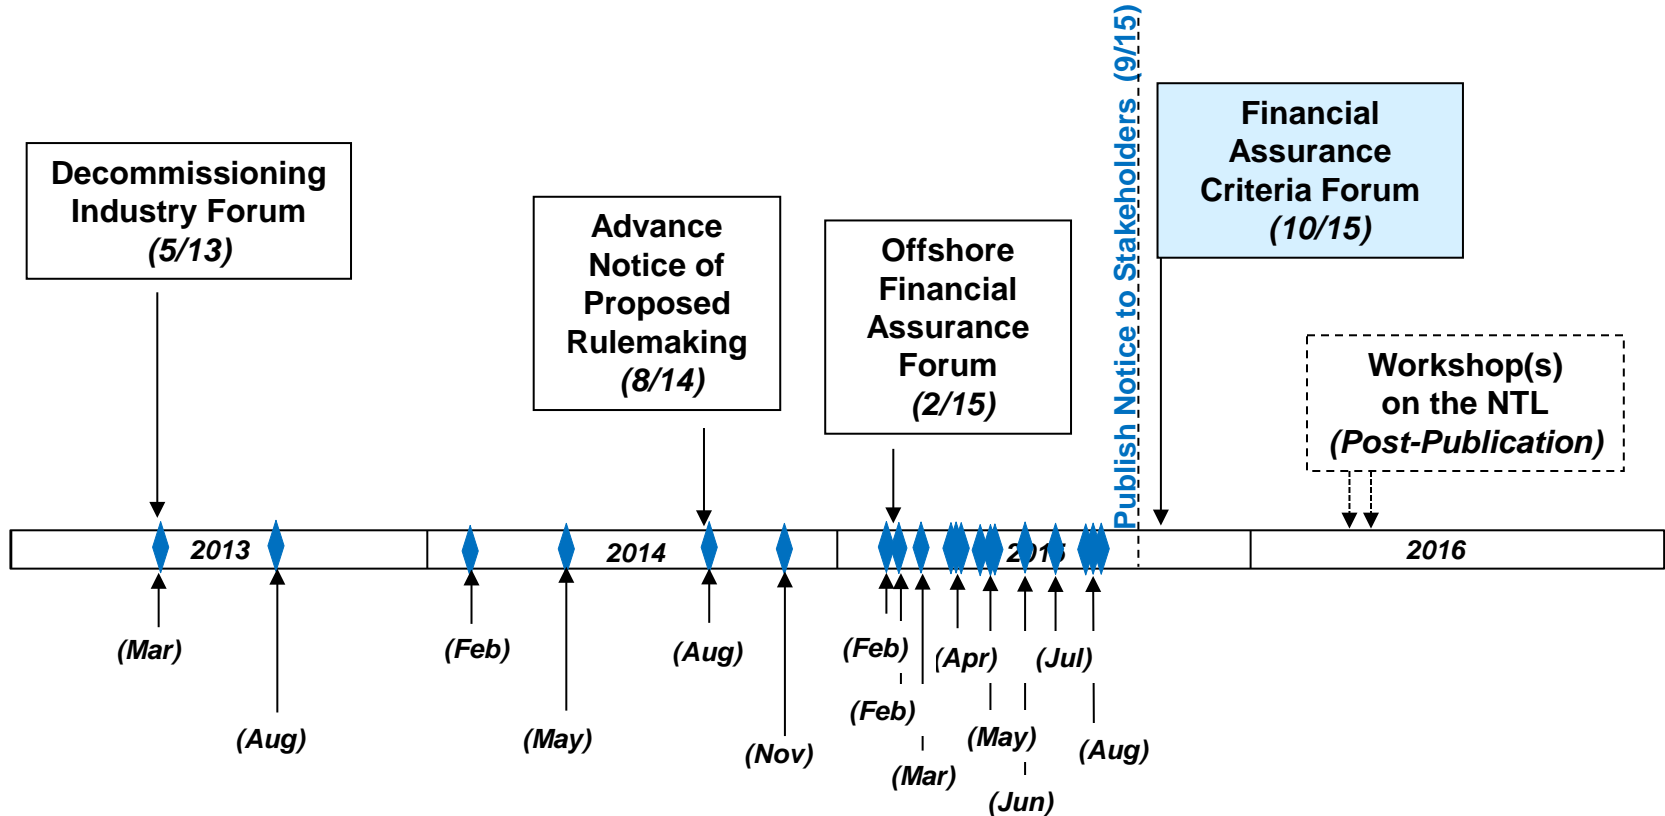 Decommissioning
Industry Forum
(5/13)
Advance
Notice of
Proposed
Rulemaking
(8/14)
Offshore
Financial
Assurance
Forum
(2/15)
Publish Notice to Stakeholders (9/15)
Financial
Assurance
Criteria Forum
(10/15)
Workshop(s)
on the NTL
(Post-Publication)
2013
2014
2015
2016
(Mar)
(Aug)
(Feb)
(May)
(Aug)
(Nov)
(Feb)
(Feb)
(Mar)
(Apr)
(May)
(Jun)
(Jul)
(Aug)